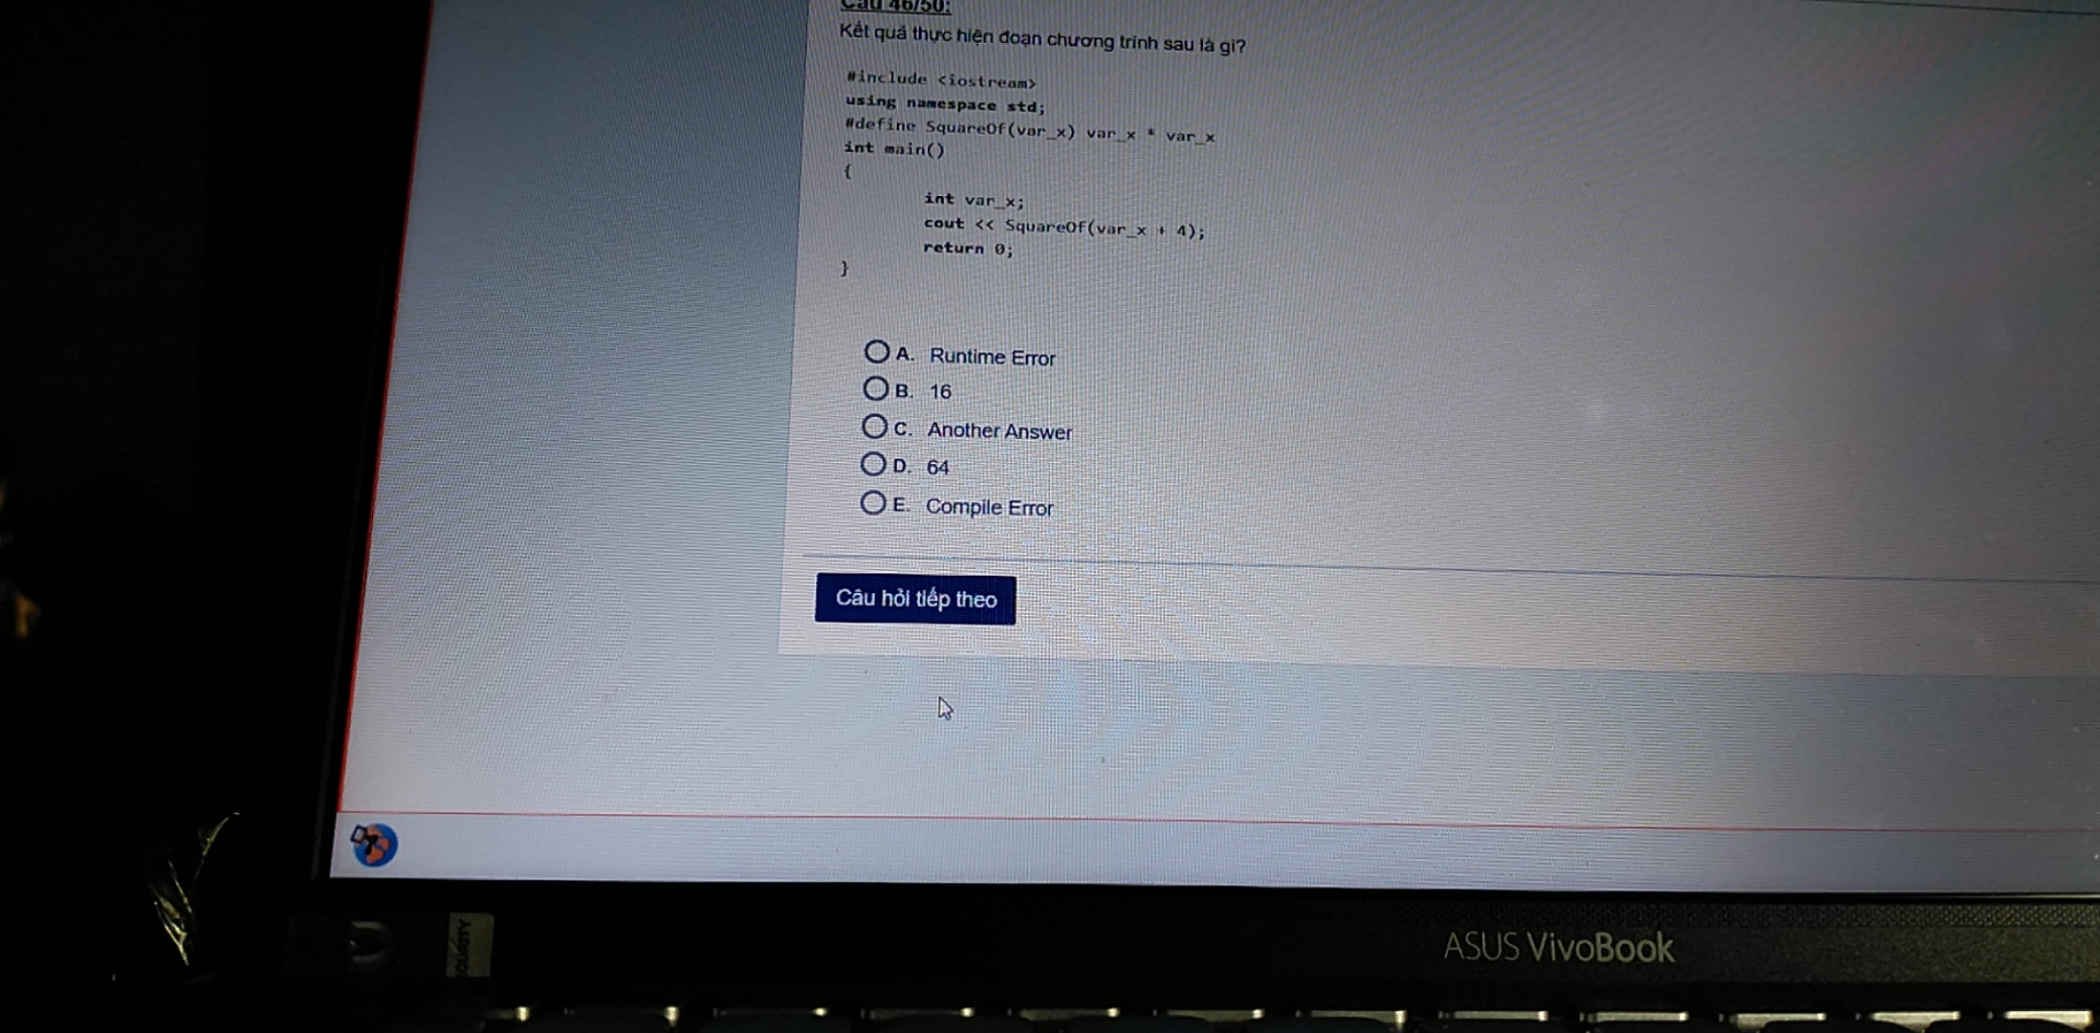 Câu 46/50:
Kết quả thực hiện đoạn chương trình sau là gì?
#include <iostream>
using namespace std;
#define SquareOf(var_x) var_x * var_x
int main()
{
int var_x;
cout << SquareOf(var_x + 4);
return 0;
}
A. Runtime Error
B. 16
C. Another Answer
D. 64
E. Compile Error
Câu hỏi tiếp theo
ASUS VivoBook